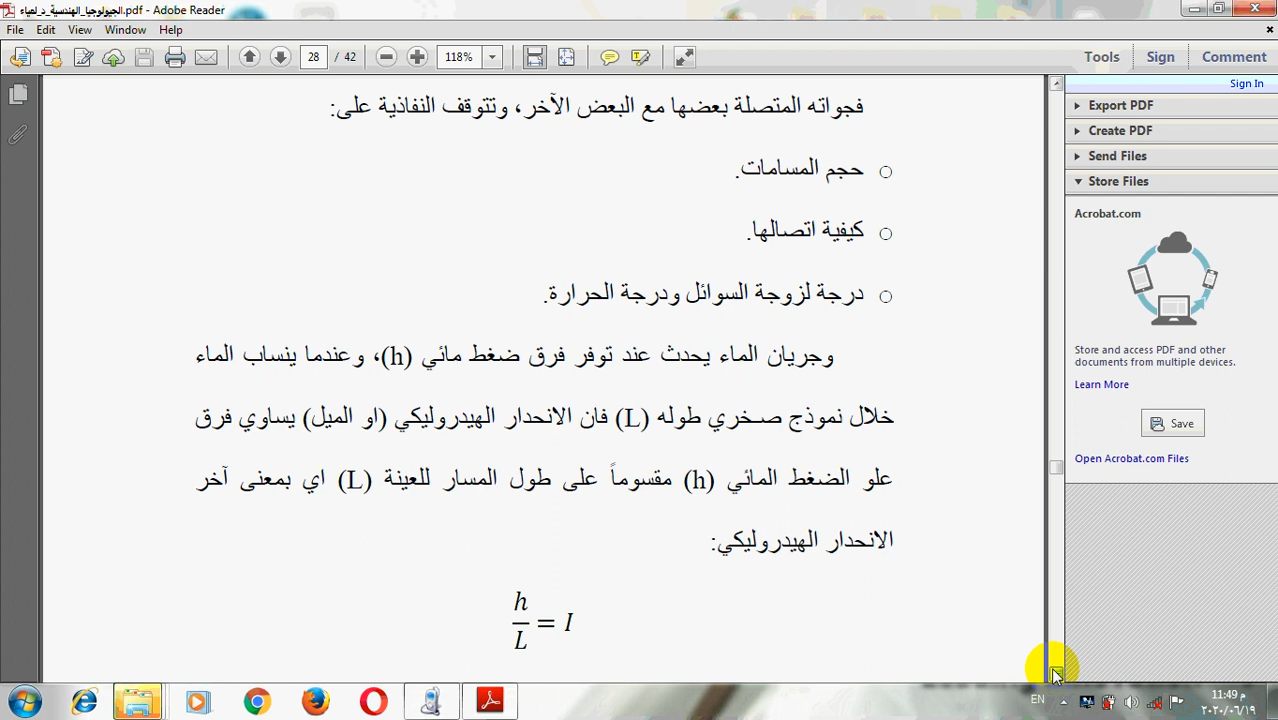 الجيولوجيا_الهندسية_د_لمياء.pdf - Adobe Reader
File Edit View Window Help
28 / 42 118% Tools Sign Comment
Sign In
Export PDF
Create PDF
Send Files
Store Files
Acrobat.com
Store and access PDF and other
documents from multiple devices.
Learn More
Save
Open Acrobat.com Files
فجواته المتصلة بعضها مع البعض الآخر، وتتوقف النفاذية على:
○ حجم المسامات.
○ كيفية اتصالها.
○ درجة لزوجة السوائل ودرجة الحرارة.
وجريان الماء يحدث عند توفر فرق ضغط مائي (h)، وعندما ينساب الماء
خلال نموذج صخري طوله (L) فان الانحدار الهيدروليكي (او الميل) يساوي فرق
علو الضغط المائي (h) مقسوماً على طول المسار للعينة (L) اي بمعنى آخر
الانحدار الهيدروليكي:
h/L = I
EN
11:49 م
٢٠٢٠/٠٦/١٩